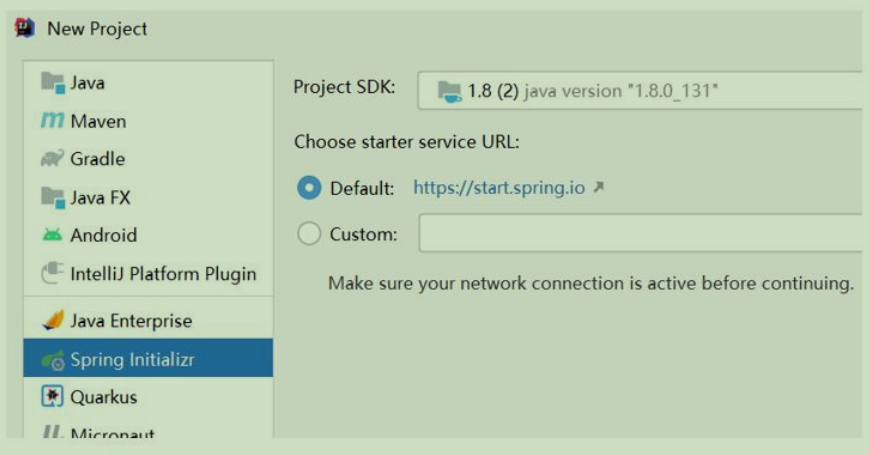 New Project
Java
Maven
Gradle
Java FX
Android
IntelliJ Platform Plugin
Java Enterprise
Spring Initializr
Quarkus
Micronaut
Project SDK: 1.8 (2) java version "1.8.0_131"
Choose starter service URL:
Default: https://start.spring.io
Custom:
Make sure your network connection is active before continuing.